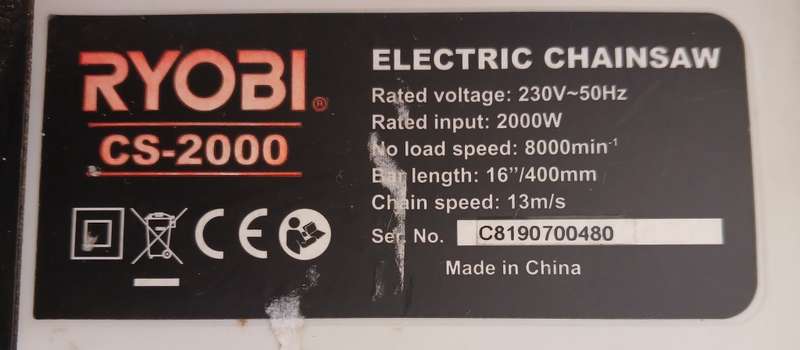 RYOBI®
CS-2000
CE
ELECTRIC CHAINSAW
Rated voltage: 230V~50Hz
Rated input: 2000W
No load speed: 8000min⁻¹
Bar length: 16”/400mm
Chain speed: 13m/s
Ser. No. C8190700480
Made in China